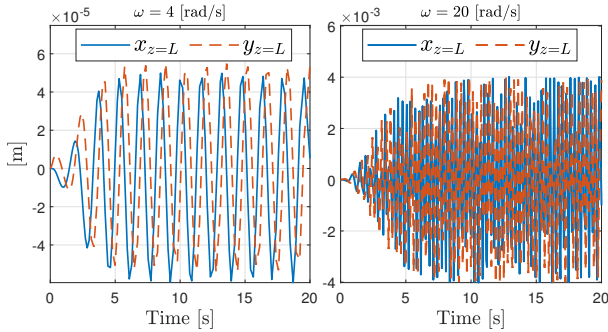 ×10⁻⁵ ω = 4 [rad/s]
x_{z=L} y_{z=L}
6
4
2
0
-2
-4
[m]
0 5 10 15 20
Time [s]
×10⁻³ ω = 20 [rad/s]
x_{z=L} y_{z=L}
6
4
2
0
-2
-4
0 5 10 15 20
Time [s]